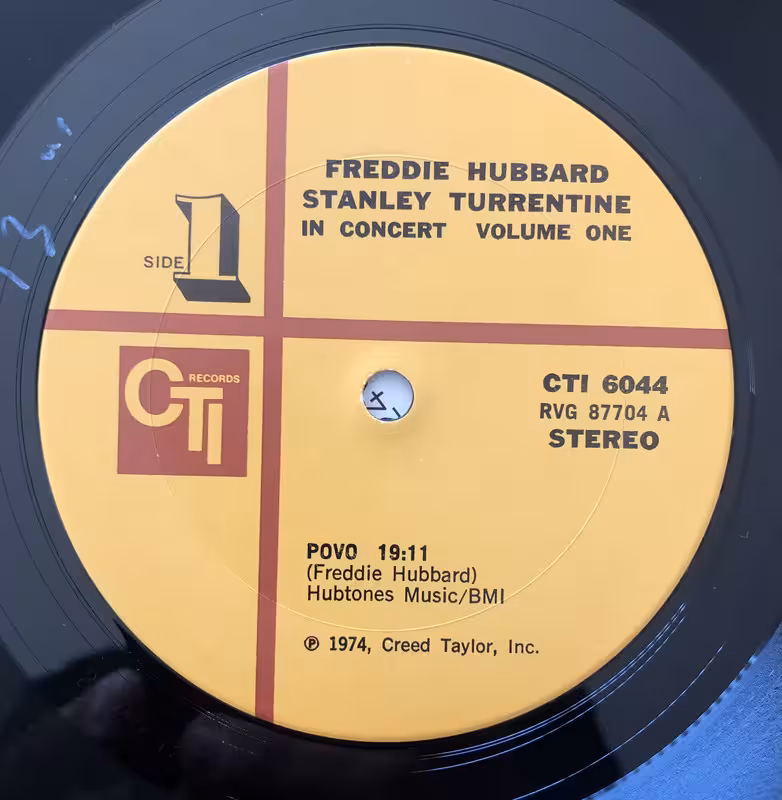 FREDDIE HUBBARD
STANLEY TURRENTINE
IN CONCERT VOLUME ONE
SIDE 1
CTI RECORDS
CTI 6044
RVG 87704 A
STEREO
POVO 19:11
(Freddie Hubbard)
Hubtones Music/BMI
℗ 1974, Creed Taylor, Inc.
13